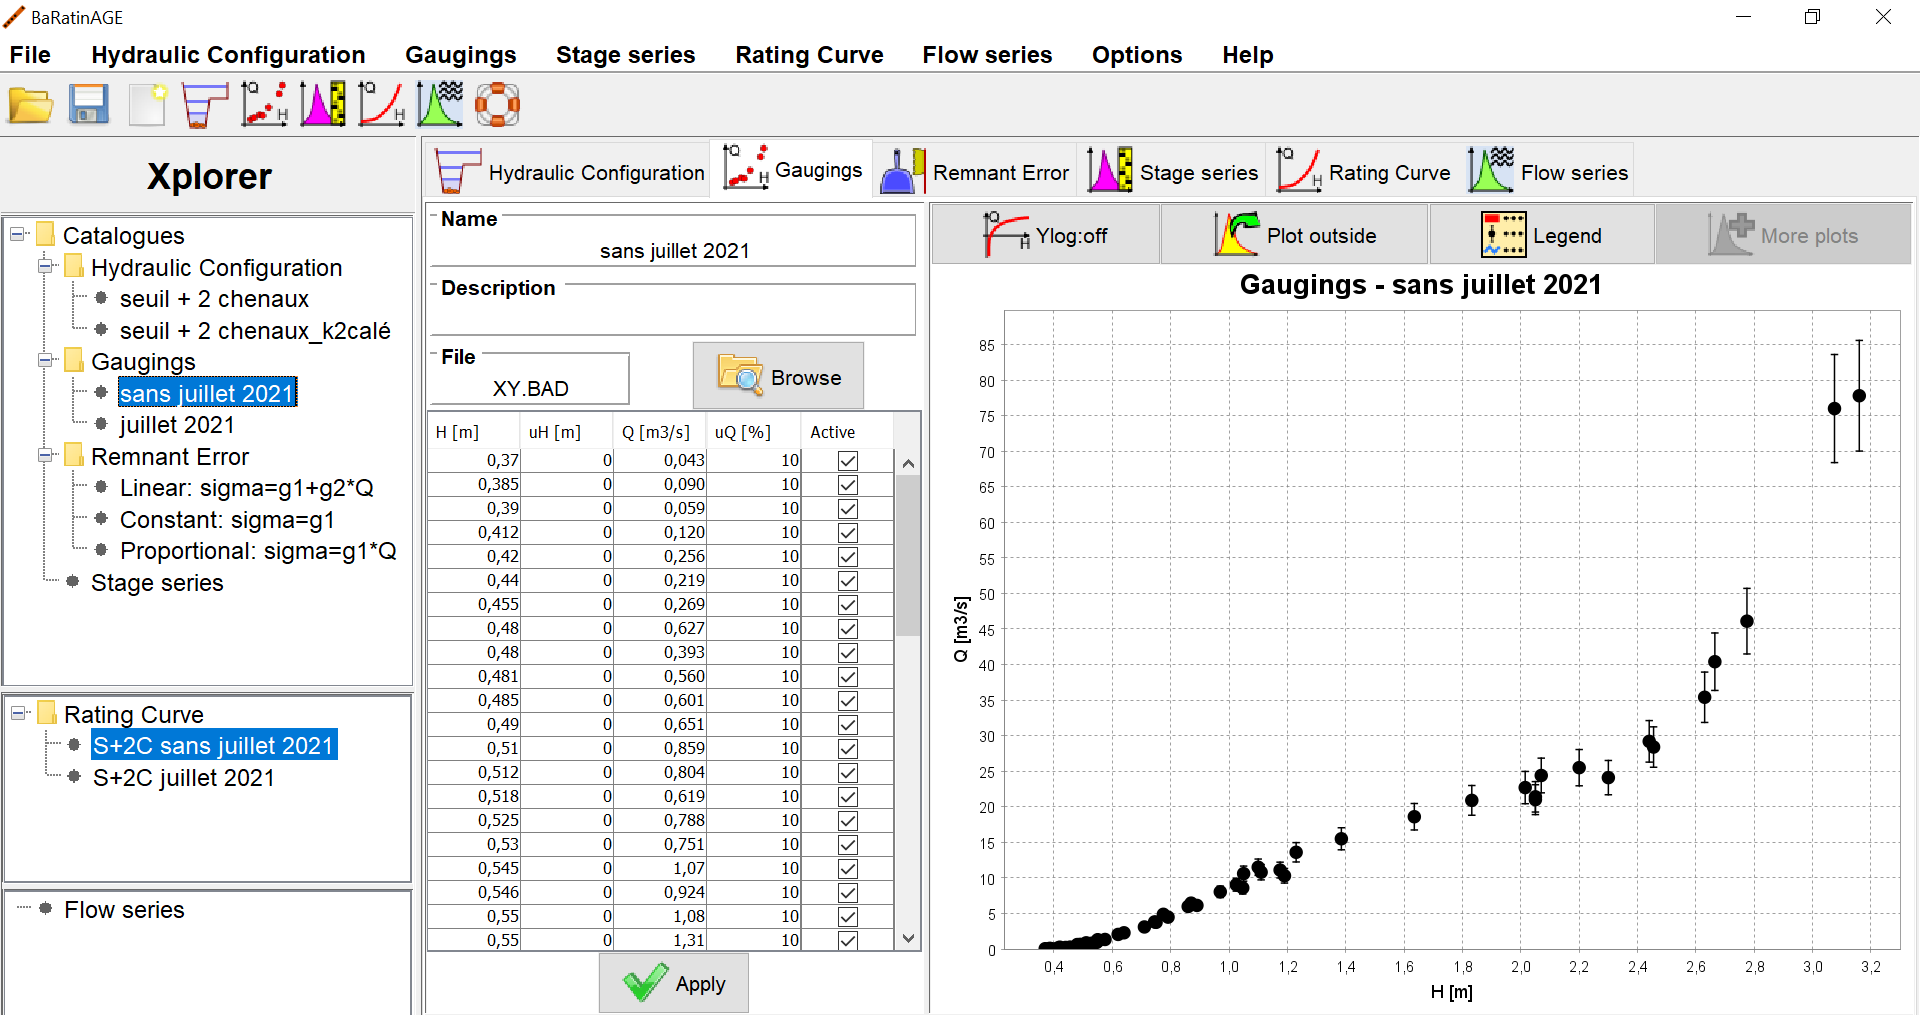 BaRatinAGE
File Hydraulic Configuration Gaugings Stage series Rating Curve Flow series Options Help
Xplorer
Catalogues
Hydraulic Configuration
seuil + 2 chenaux
seuil + 2 chenaux_k2calé
Gaugings
sans juillet 2021
juillet 2021
Remnant Error
Linear: sigma=g1+g2*Q
Constant: sigma=g1
Proportional: sigma=g1*Q
Stage series
Rating Curve
S+2C sans juillet 2021
S+2C juillet 2021
Flow series
Hydraulic Configuration Gaugings Remnant Error Stage series Rating Curve Flow series
Name
sans juillet 2021
Description
File
XY.BAD
Browse
H [m] uH [m] Q [m3/s] uQ [%] Active
0,37 0 0,043 10
0,385 0 0,090 10
0,39 0 0,059 10
0,412 0 0,120 10
0,42 0 0,256 10
0,44 0 0,219 10
0,455 0 0,269 10
0,48 0 0,627 10
0,48 0 0,393 10
0,481 0 0,560 10
0,485 0 0,601 10
0,49 0 0,651 10
0,51 0 0,859 10
0,512 0 0,804 10
0,518 0 0,619 10
0,525 0 0,788 10
0,53 0 0,751 10
0,545 0 1,07 10
0,546 0 0,924 10
0,55 0 1,08 10
0,55 0 1,31 10
Apply
Ylog:off Plot outside Legend More plots
Gaugings - sans juillet 2021
85
80
75
70
65
60
55
50
45
40
35
30
25
20
15
10
5
0
Q [m3/s]
0,4 0,6 0,8 1,0 1,2 1,4 1,6 1,8 2,0 2,2 2,4 2,6 2,8 3,0 3,2
H [m]